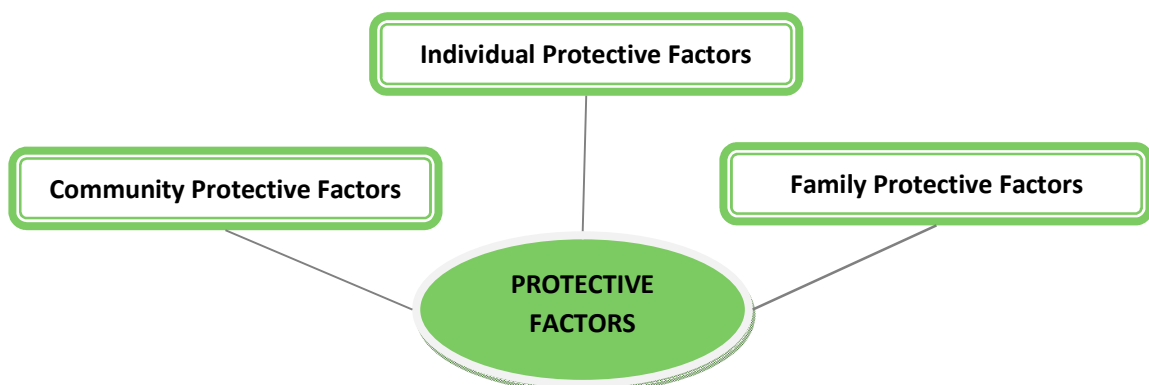 Individual Protective Factors
Community Protective Factors
Family Protective Factors
PROTECTIVE
FACTORS